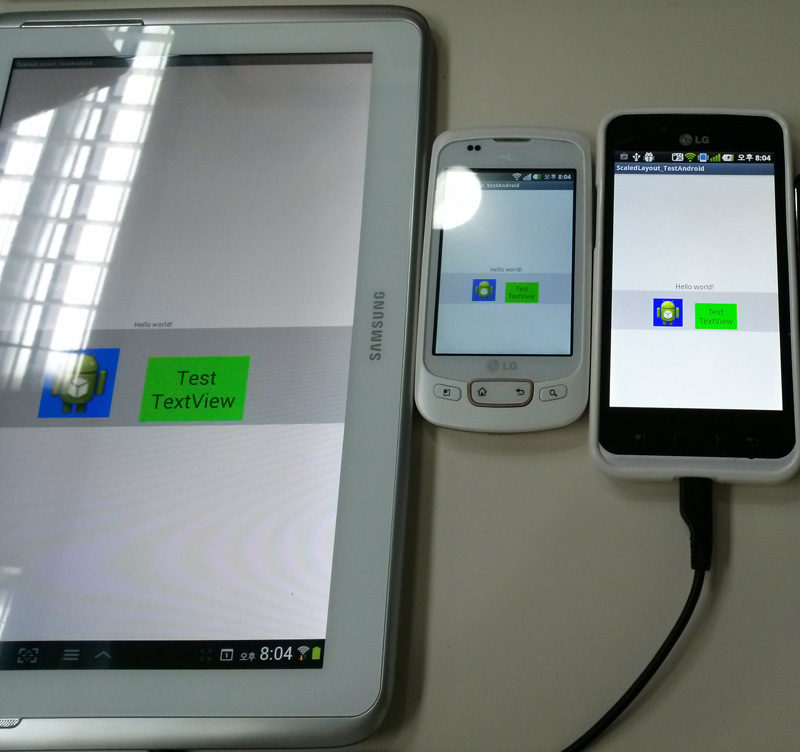 ScaledLayout_TestAndroid
Hello world!
Test
TextView
SAMSUNG
오후 8:04
오후 8:04
TestAndroid
Hello world!
Test
TextView
LG
LG
오후 8:04
ScaledLayout_TestAndroid
Hello world!
Test
TextView